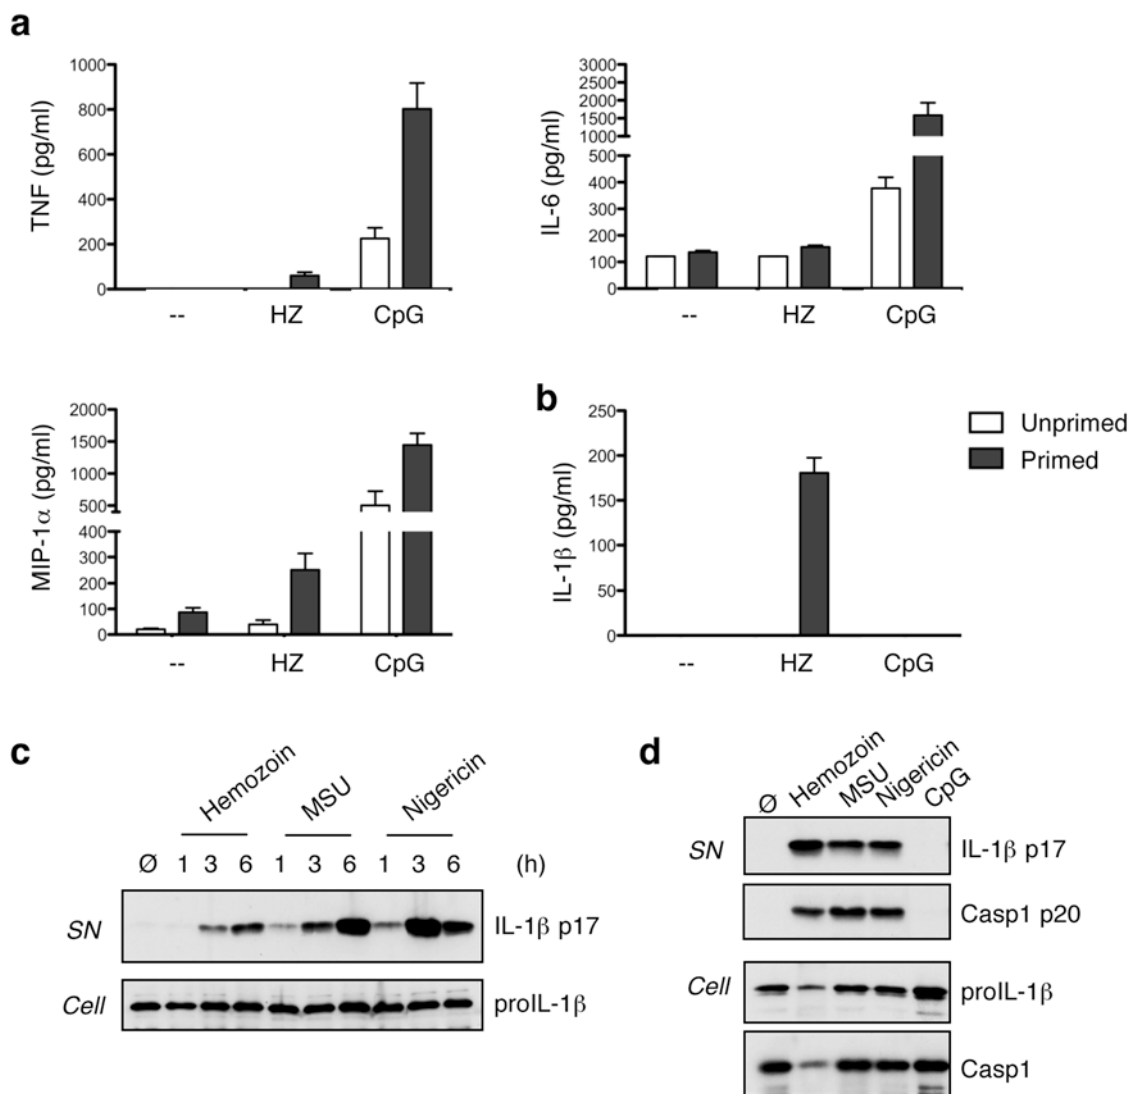 a
TNF (pg/ml)
1000
800
600
400
200
0
-- HZ CpG
IL-6 (pg/ml)
3000
2500
2000
1500
1000
500
400
300
200
100
0
-- HZ CpG
MIP-1α (pg/ml)
2000
1500
1000
500
400
300
200
100
0
-- HZ CpG
b
IL-1β (pg/ml)
250
200
150
100
50
0
-- HZ CpG
Unprimed
Primed
c
Hemozoin MSU Nigericin
Ø 1 3 6 1 3 6 1 3 6 (h)
SN IL-1β p17
Cell proIL-1β
d
Ø Hemozoin MSU Nigericin CpG
SN IL-1β p17
Casp1 p20
Cell proIL-1β
Casp1